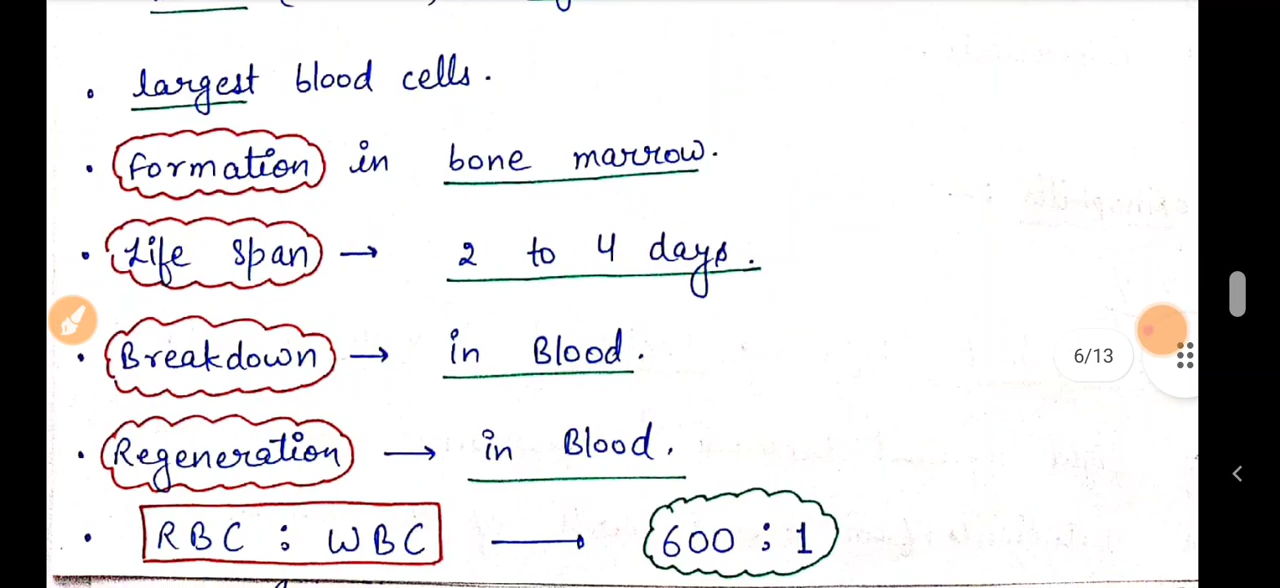 • largest blood cells.
• Formation in bone marrow.
• Life span → 2 to 4 days.
• Breakdown → in Blood.
6/13
• Regeneration → in Blood.
• RBC : WBC → 600 : 1